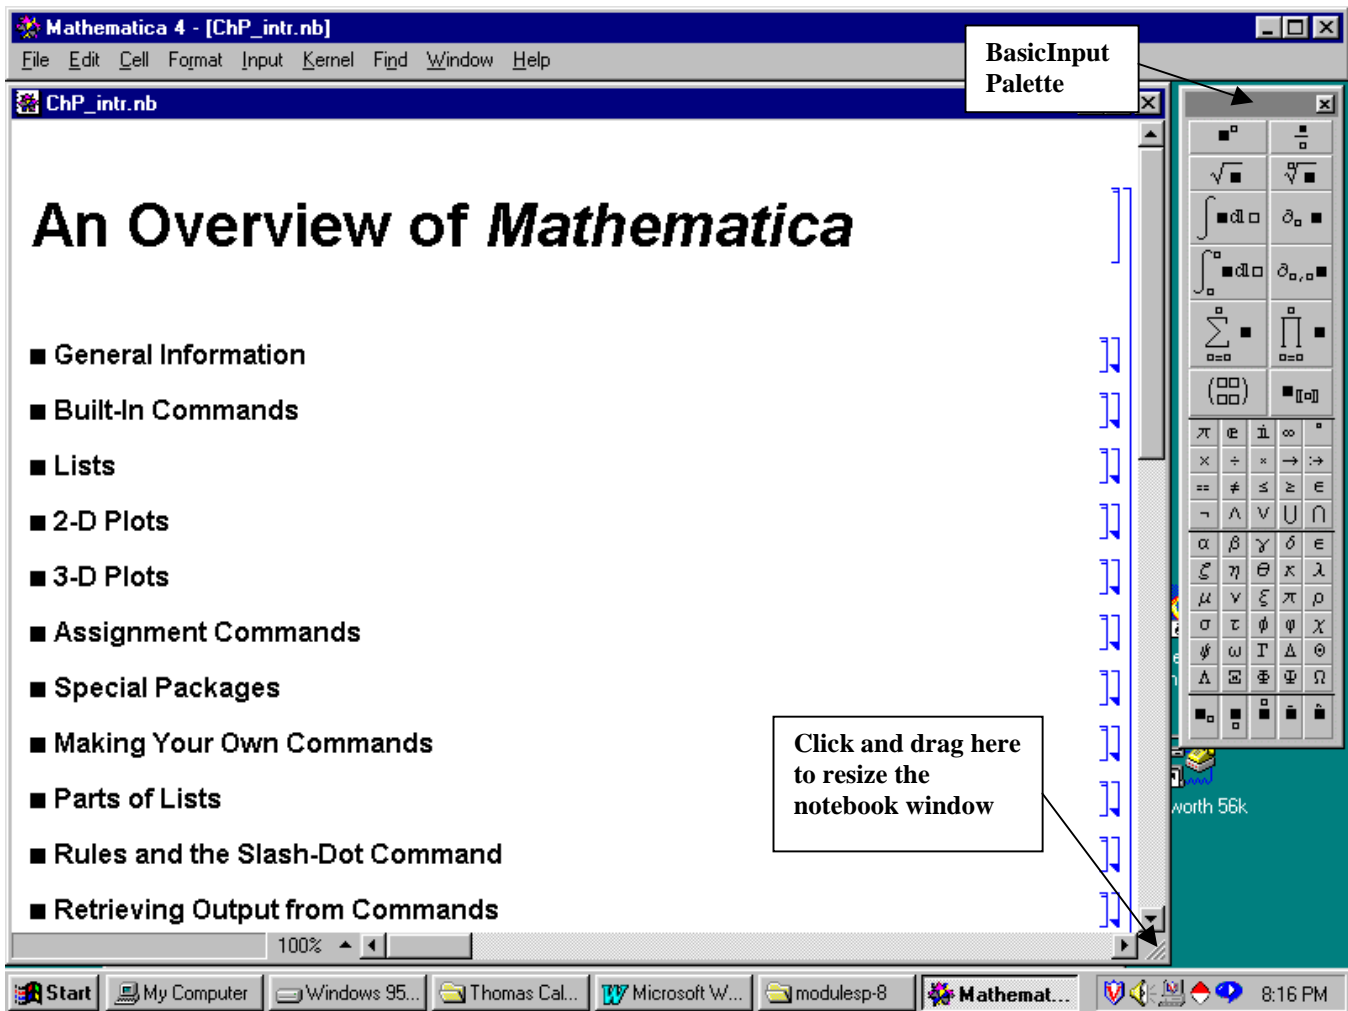 Mathematica 4 - [ChP_intr.nb]
File Edit Cell Format Input Kernel Find Window Help
BasicInput
Palette
ChP_intr.nb
An Overview of Mathematica
■ General Information
■ Built-In Commands
■ Lists
■ 2-D Plots
■ 3-D Plots
■ Assignment Commands
■ Special Packages
■ Making Your Own Commands
■ Parts of Lists
■ Rules and the Slash-Dot Command
■ Retrieving Output from Commands
Click and drag here
to resize the
notebook window
■^□ ■/□
√■ □√■
∫■ⅆ□ ∂□ ■
∫□□■ⅆ□ ∂□,□■
∑□=□□ ■ ∏□=□□ ■
(□□□□) ■⟦□⟧
π ⅇ ⅈ ∞ °
× ÷ × → :→
== ≠ ≤ ≥ ∈
¬ ∧ ∨ ∪ ∩
α β γ δ ϵ
ζ η θ κ λ
μ ν ξ π ρ
σ τ ϕ φ χ
ψ ω Γ Δ Θ
Λ Ξ Φ Ψ Ω
worth 56k
100%
Start My Computer Windows 95... Thomas Cal... Microsoft W... modulesp-8 Mathemat... 8:16 PM